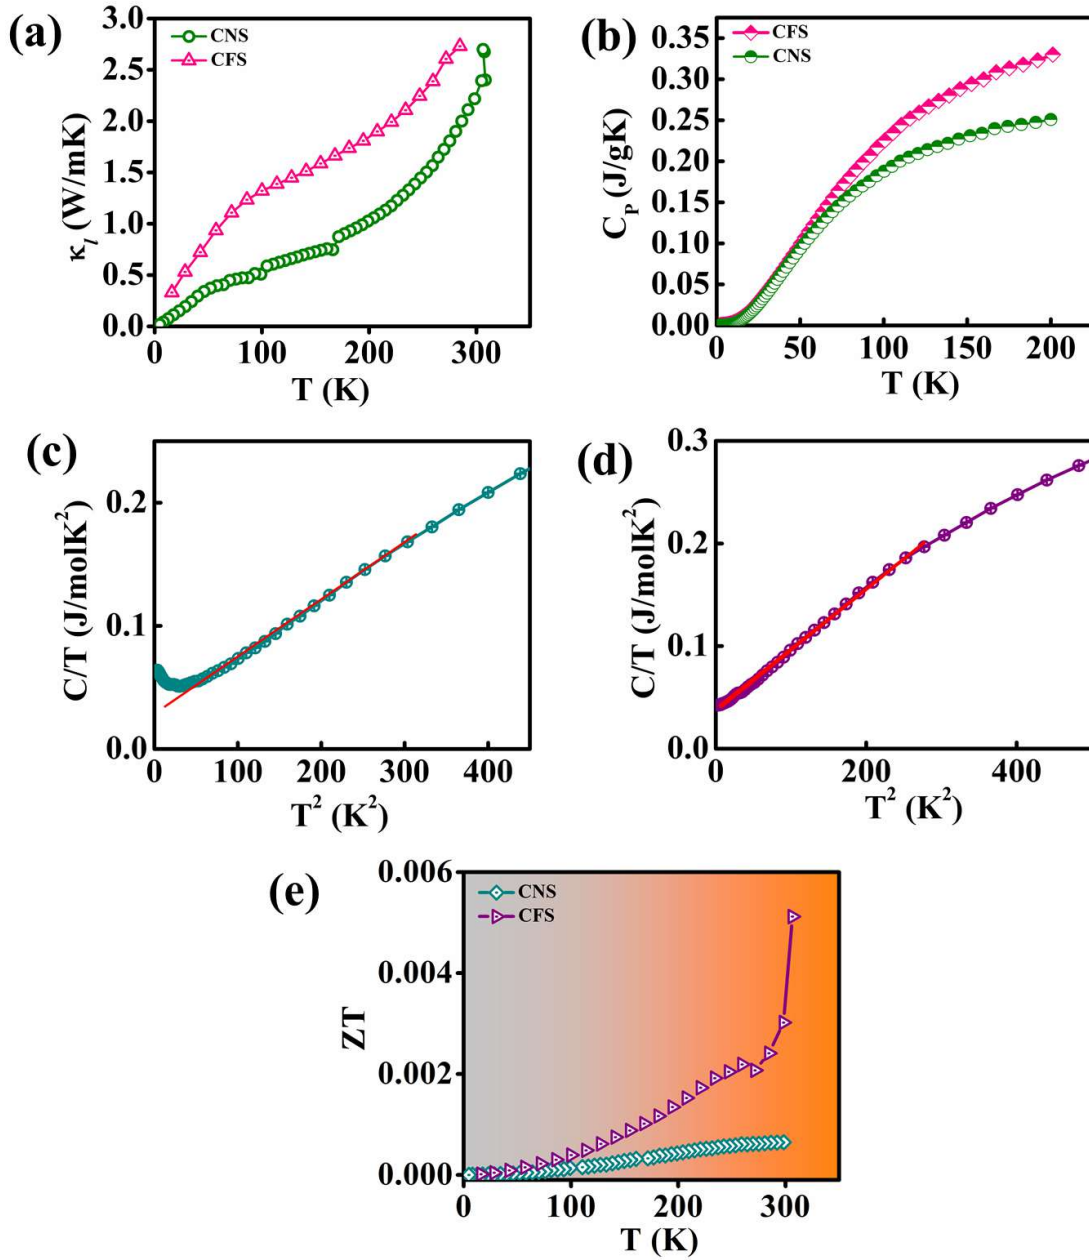 (a)
3.0
2.5
2.0
1.5
1.0
0.5
0.0
κl (W/mK)
CNS
CFS
0 100 200 300
T (K)
(b)
0.35
0.30
0.25
0.20
0.15
0.10
0.05
0.00
CP (J/gK)
CFS
CNS
0 50 100 150 200
T (K)
(c)
0.2
0.1
0.0
C/T (J/molK²)
0 100 200 300 400
T² (K²)
(d)
0.3
0.2
0.1
0.0
C/T (J/molK²)
0 200 400
T² (K²)
(e)
0.006
0.004
0.002
0.000
ZT
CNS
CFS
0 100 200 300
T (K)